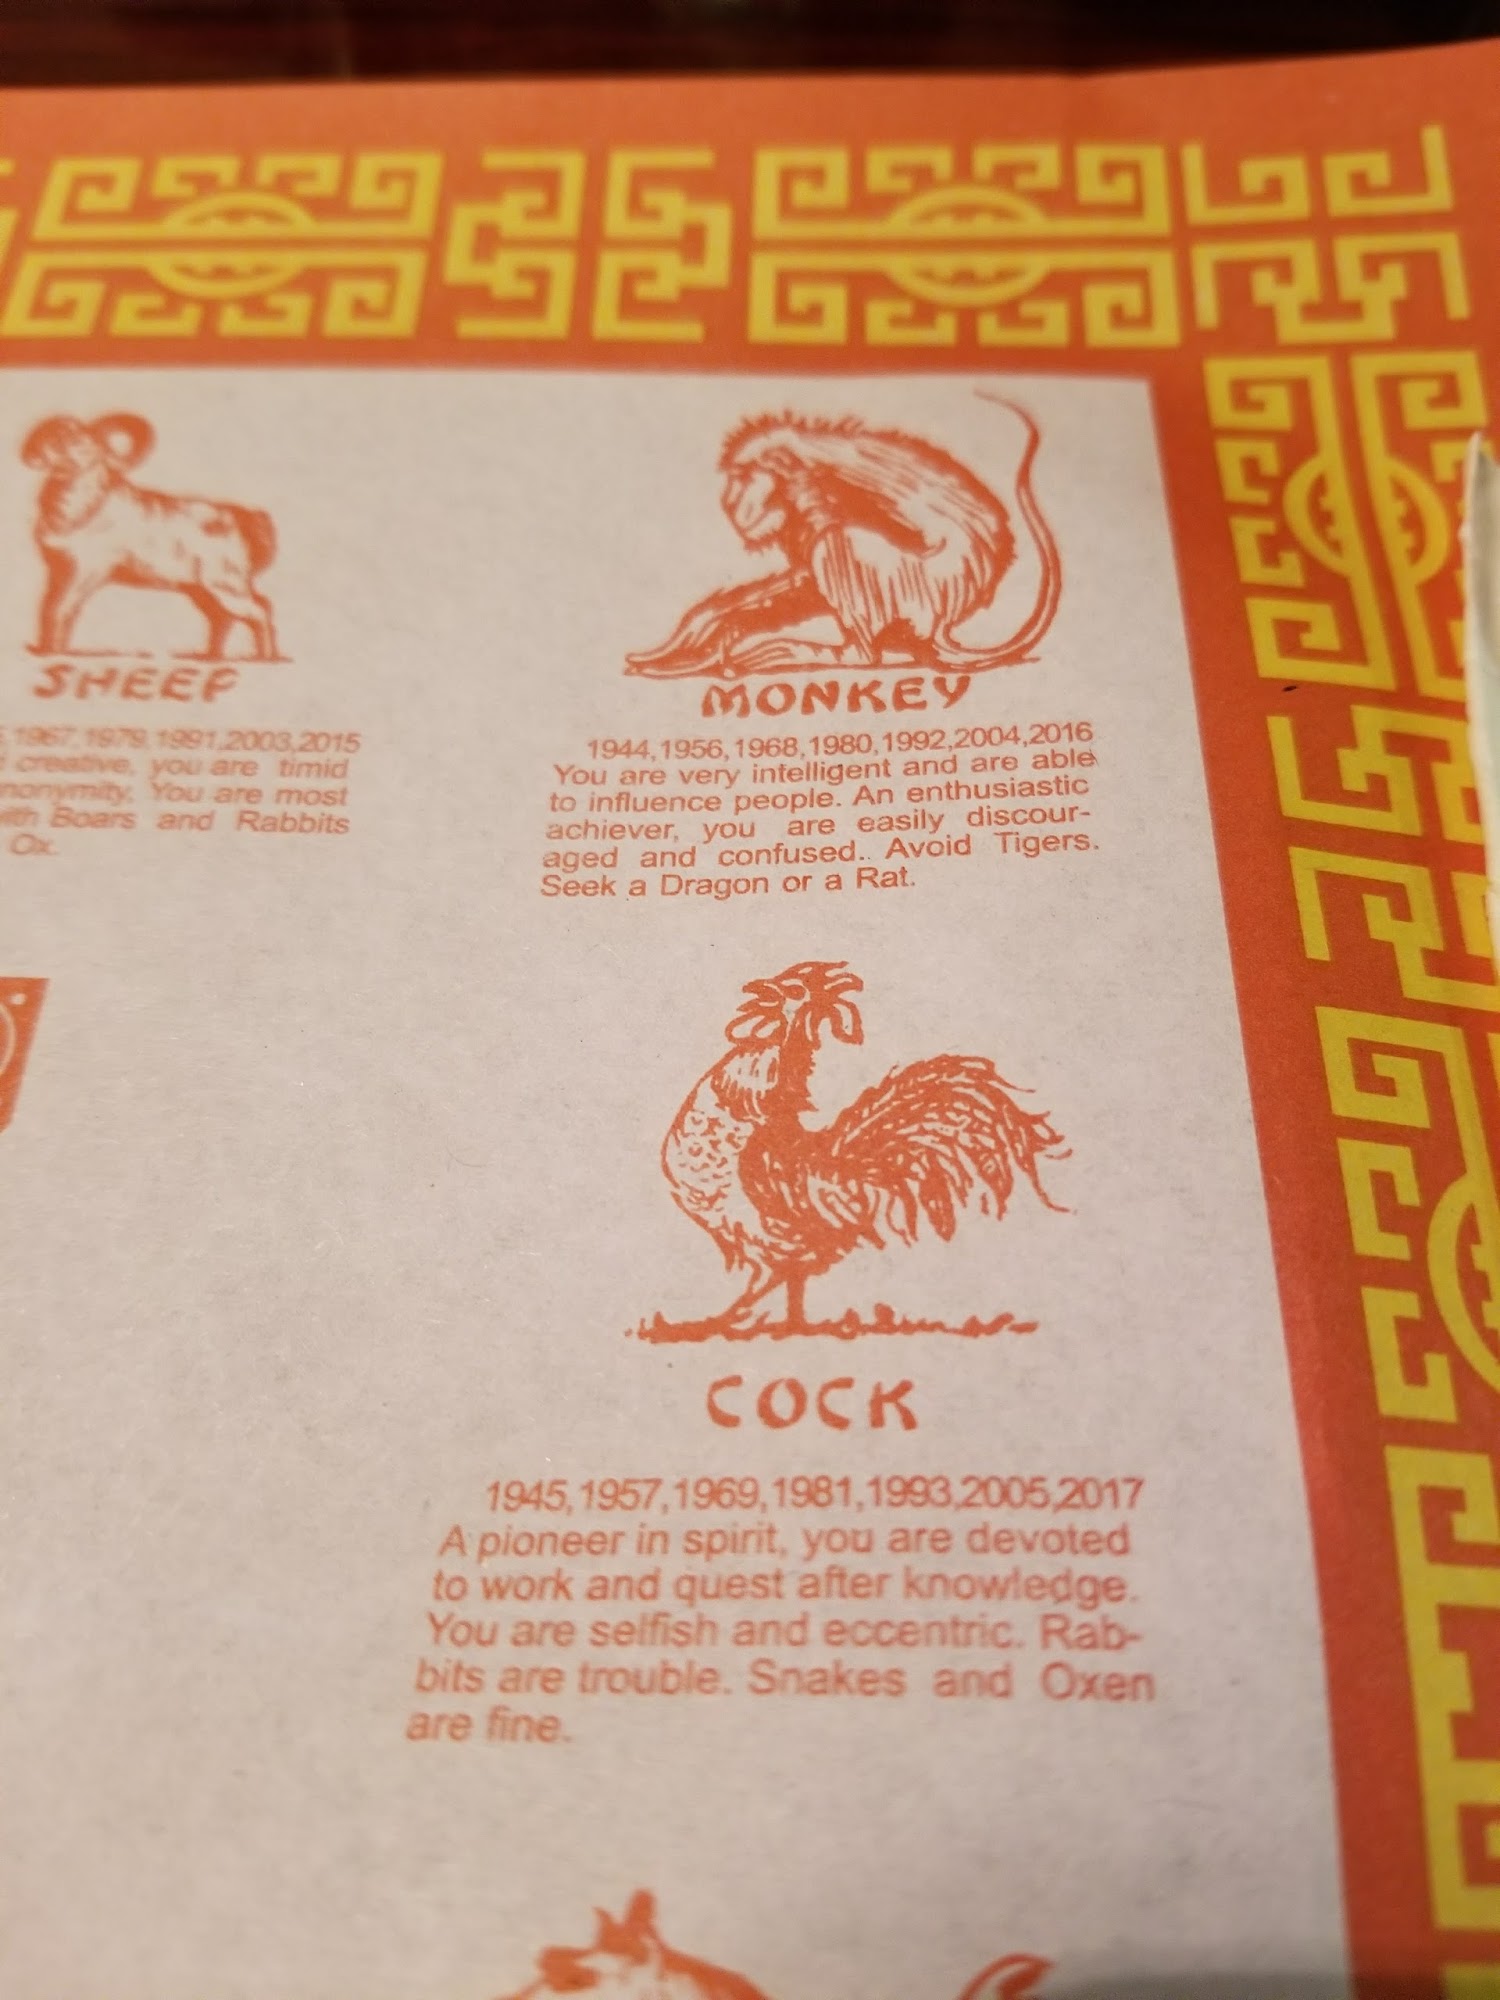 SHEEP
1967,1979,1991,2003,2015
creative, you are timid
You are most
with Boars and Rabbits
Ox.
MONKEY
1944,1956,1968,1980,1992,2004,2016
You are very intelligent and are able
to influence people. An enthusiastic
achiever, you are easily discour-
aged and confused.. Avoid Tigers.
Seek a Dragon or a Rat.
COCK
1945,1957,1969,1981,1993,2005,2017
A pioneer in spirit, you are devoted
to work and quest after knowledge.
You are selfish and eccentric. Rab-
bits are trouble. Snakes and Oxen
are fine.